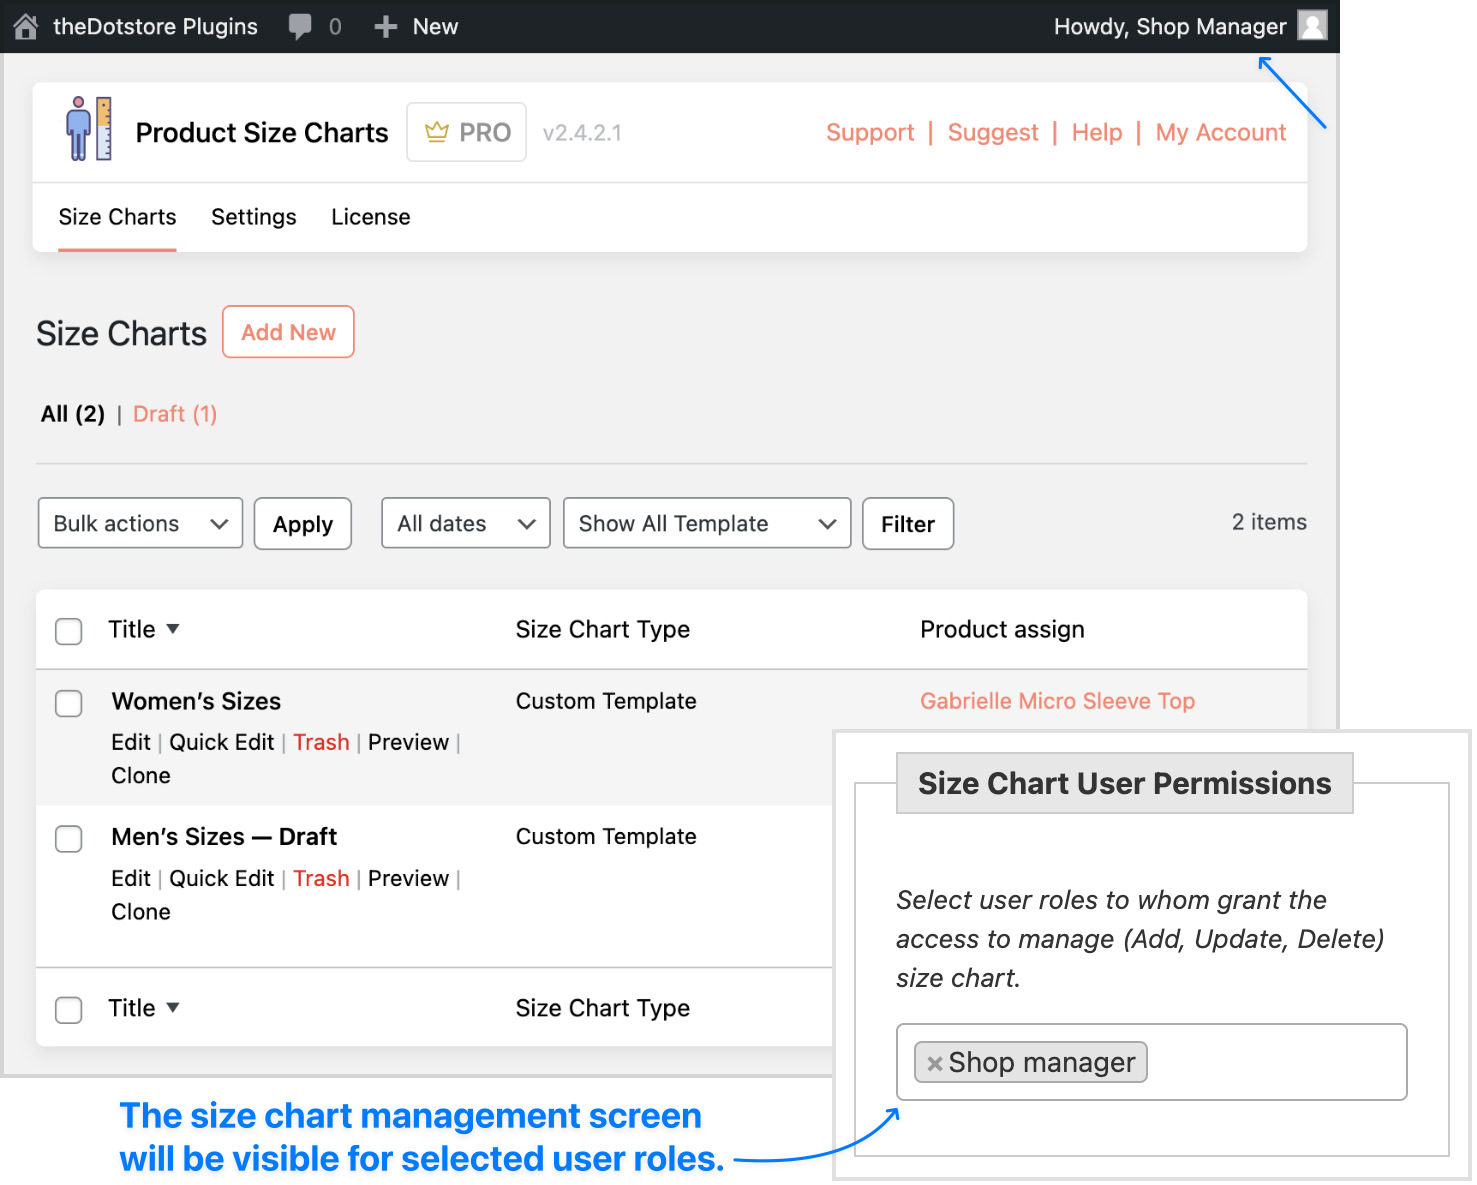 theDotstore Plugins 0 New Howdy, Shop Manager
Product Size Charts PRO v2.4.2.1 Support | Suggest | Help | My Account
Size Charts Settings License
Size Charts Add New
All (2) | Draft (1)
Bulk actions Apply All dates Show All Template Filter 2 items
Title Size Chart Type Product assign
Women’s Sizes Custom Template Gabrielle Micro Sleeve Top
Edit | Quick Edit | Trash | Preview |
Clone
Men’s Sizes — Draft Custom Template
Edit | Quick Edit | Trash | Preview |
Clone
Title Size Chart Type
Size Chart User Permissions
Select user roles to whom grant the
access to manage (Add, Update, Delete)
size chart.
× Shop manager
The size chart management screen
will be visible for selected user roles.